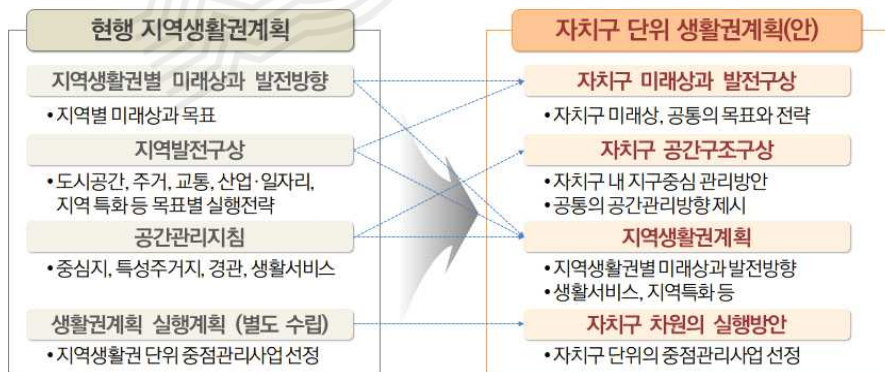 현행 지역생활권계획
지역생활권별 미래상과 발전방향
•지역별 미래상과 목표
지역발전구상
•도시공간, 주거, 교통, 산업·일자리,
지역 특화 등 목표별 실행전략
공간관리지침
•중심지, 특성주거지, 경관, 생활서비스
생활권계획 실행계획 (별도 수립)
•지역생활권 단위 중점관리사업 선정
자치구 단위 생활권계획(안)
자치구 미래상과 발전구상
•자치구 미래상, 공통의 목표와 전략
자치구 공간구조구상
•자치구 내 지구중심 관리방안
•공통의 공간관리방향 제시
지역생활권계획
•지역생활권별 미래상과 발전방향
•생활서비스, 지역특화 등
자치구 차원의 실행방안
•자치구 단위의 중점관리사업 선정